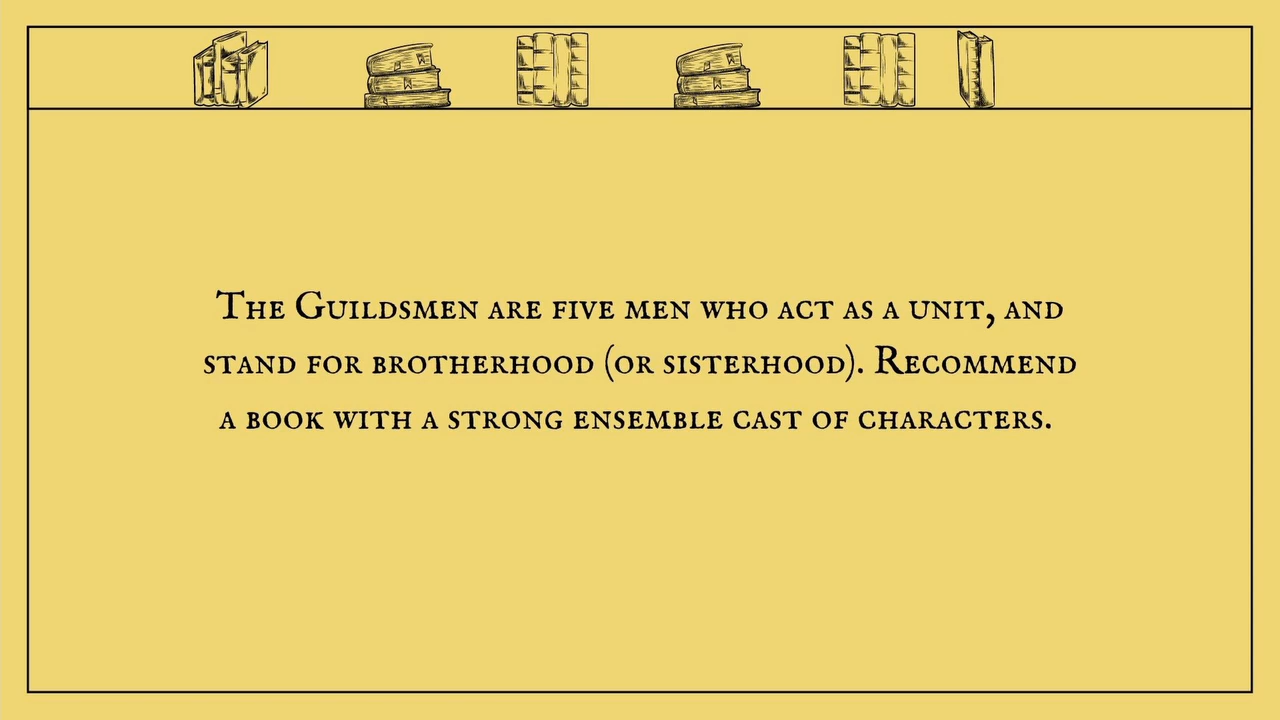 The Guildsmen are five men who act as a unit, and
stand for brotherhood (or sisterhood). Recommend
a book with a strong ensemble cast of characters.